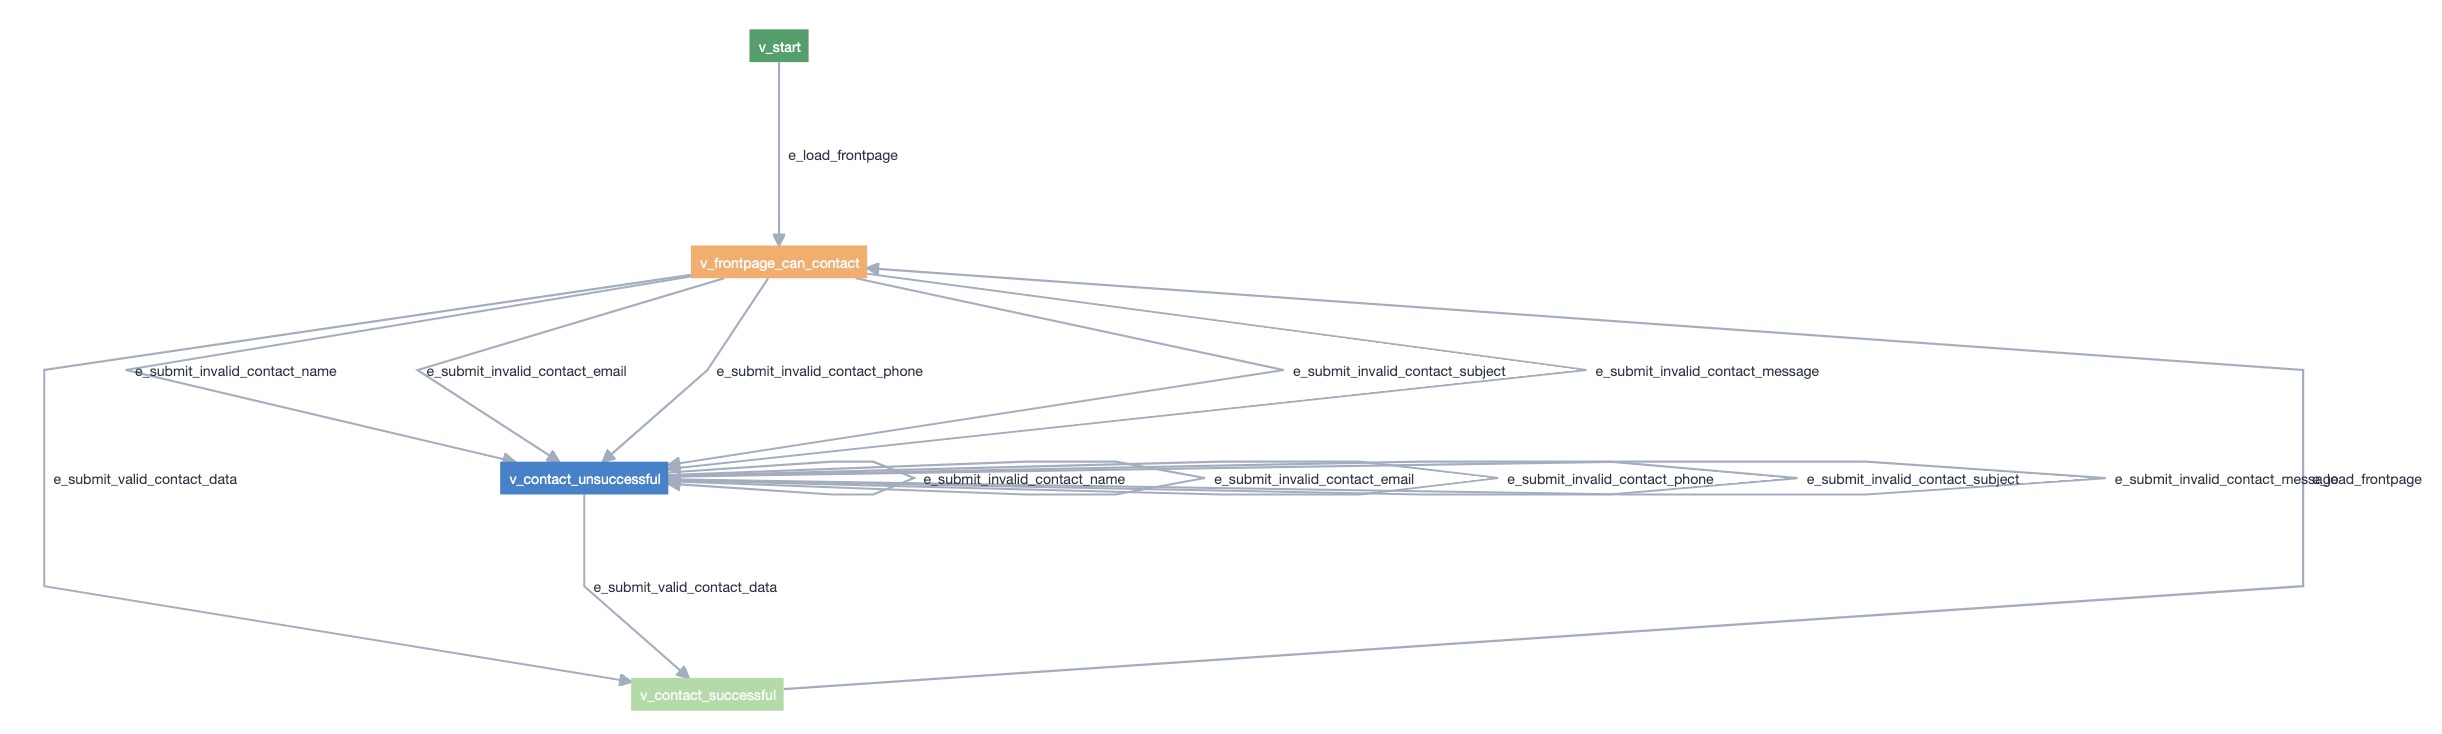 v_start
e_load_frontpage
v_frontpage_can_contact
e_submit_invalid_contact_name
e_submit_invalid_contact_email
e_submit_invalid_contact_phone
e_submit_invalid_contact_subject
e_submit_invalid_contact_message
e_submit_valid_contact_data
v_contact_unsuccessful
e_submit_invalid_contact_name
e_submit_invalid_contact_email
e_submit_invalid_contact_phone
e_submit_invalid_contact_subject
e_submit_invalid_contact_message
e_load_frontpage
e_submit_valid_contact_data
v_contact_successful